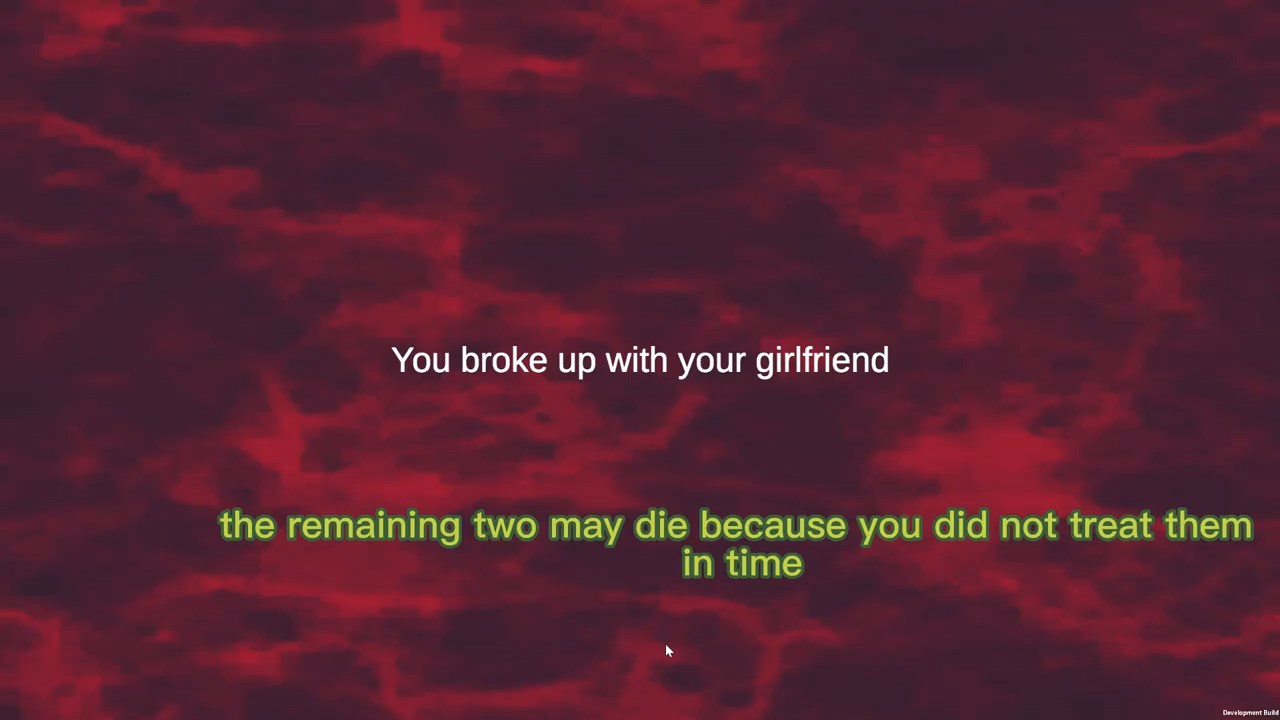 You broke up with your girlfriend
the remaining two may die because you did not treat them
in time
Development Build